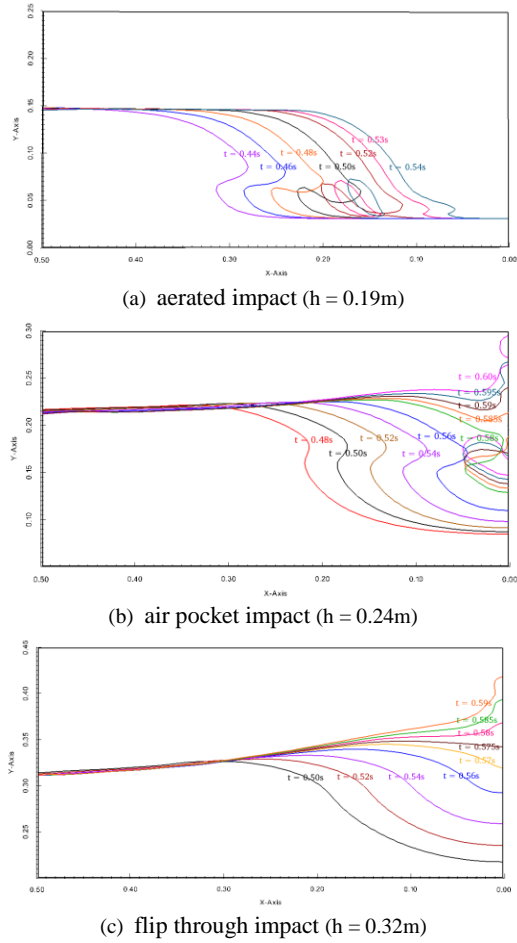 0.25
0.20
0.15
0.10
0.05
0.00
Y-Axis
t = 0.44s
t = 0.46s
t = 0.48s
t = 0.50s
t = 0.53s
t = 0.52s
t = 0.54s
0.50 0.40 0.30 0.20 0.10 0.00
X-Axis
(a) aerated impact (h = 0.19m)
0.30
0.25
0.20
0.15
0.10
Y-Axis
t = 0.60s
t = 0.595s
t = 0.59s
t = 0.585s
t = 0.58s
t = 0.48s
t = 0.50s
t = 0.52s
t = 0.54s
t = 0.56s
0.50 0.40 0.30 0.20 0.10 0.00
X-Axis
(b) air pocket impact (h = 0.24m)
0.45
0.40
0.35
0.30
0.25
Y-Axis
t = 0.59s
t = 0.585s
t = 0.58s
t = 0.575s
t = 0.57s
t = 0.50s
t = 0.52s
t = 0.54s
t = 0.56s
0.50 0.40 0.30 0.20 0.10 0.00
X-Axis
(c) flip through impact (h = 0.32m)